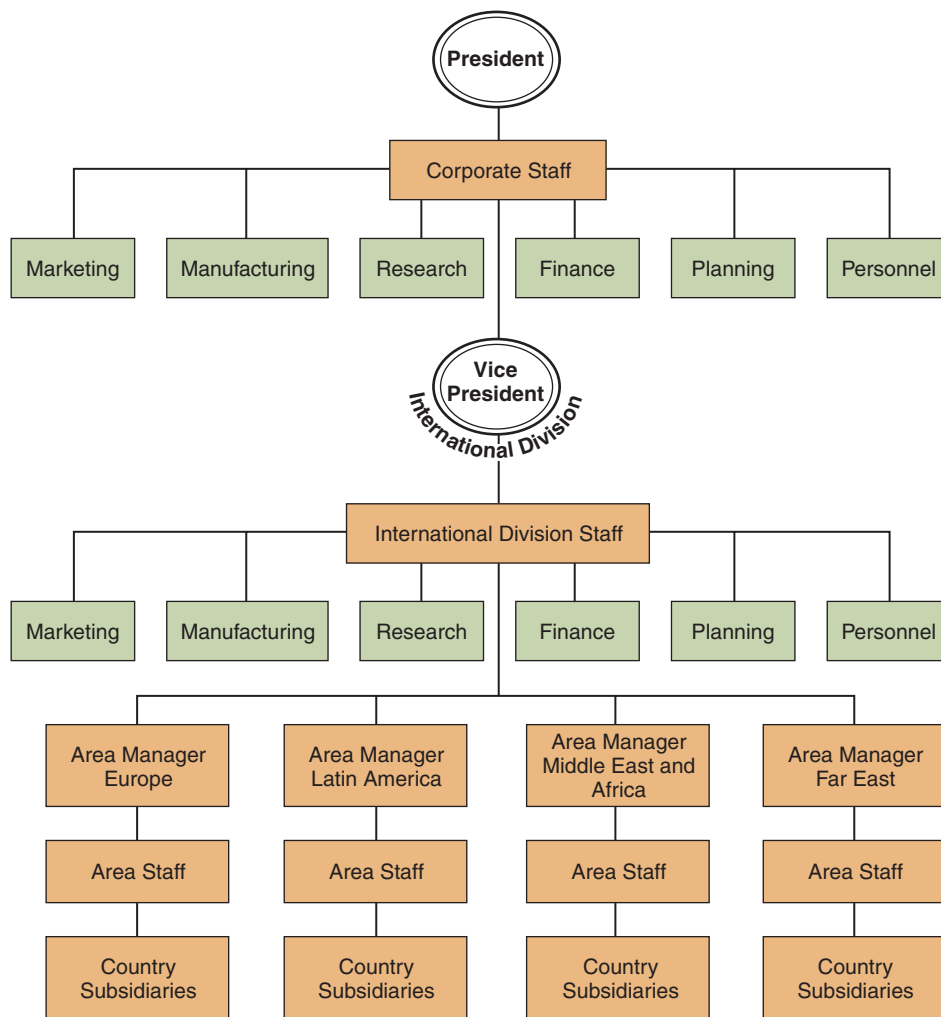 President
Corporate Staff
Marketing
Manufacturing
Research
Finance
Planning
Personnel
Vice
President
International Division
International Division Staff
Marketing
Manufacturing
Research
Finance
Planning
Personnel
Area Manager
Europe
Area Manager
Latin America
Area Manager
Middle East and
Africa
Area Manager
Far East
Area Staff
Area Staff
Area Staff
Area Staff
Country
Subsidiaries
Country
Subsidiaries
Country
Subsidiaries
Country
Subsidiaries